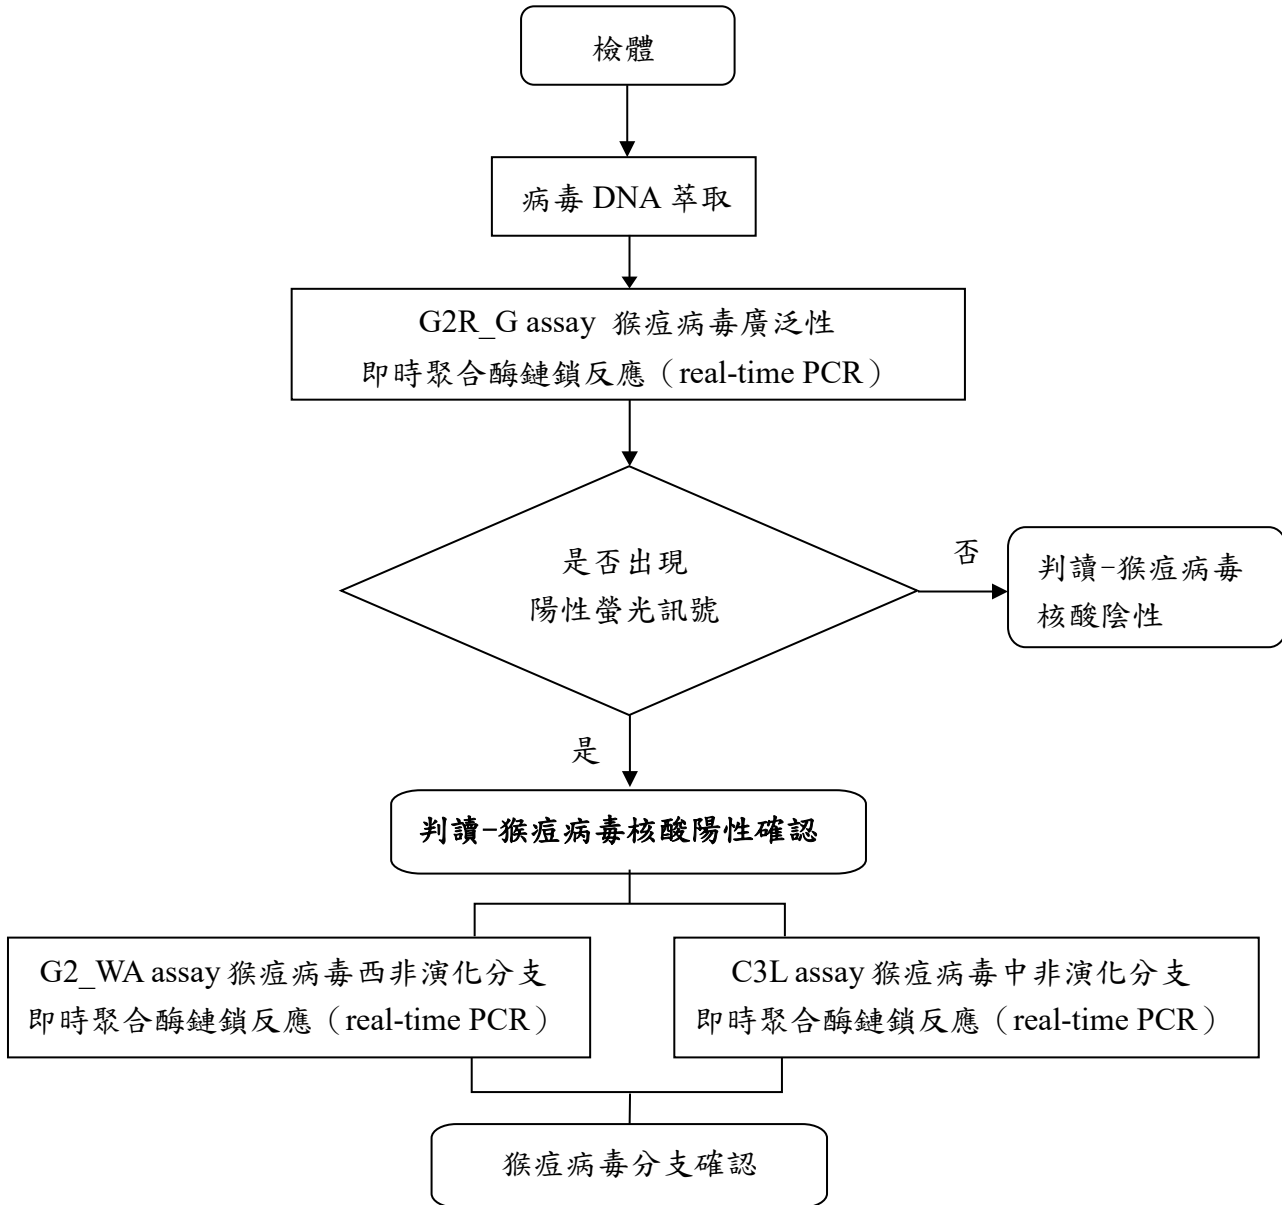 檢體
病毒 DNA 萃取
G2R_G assay 猴痘病毒廣泛性
即時聚合酶鏈鎖反應（real-time PCR）
是否出現
陽性螢光訊號
否
判讀-猴痘病毒
核酸陰性
是
判讀-猴痘病毒核酸陽性確認
G2_WA assay 猴痘病毒西非演化分支
即時聚合酶鏈鎖反應（real-time PCR）
C3L assay 猴痘病毒中非演化分支
即時聚合酶鏈鎖反應（real-time PCR）
猴痘病毒分支確認